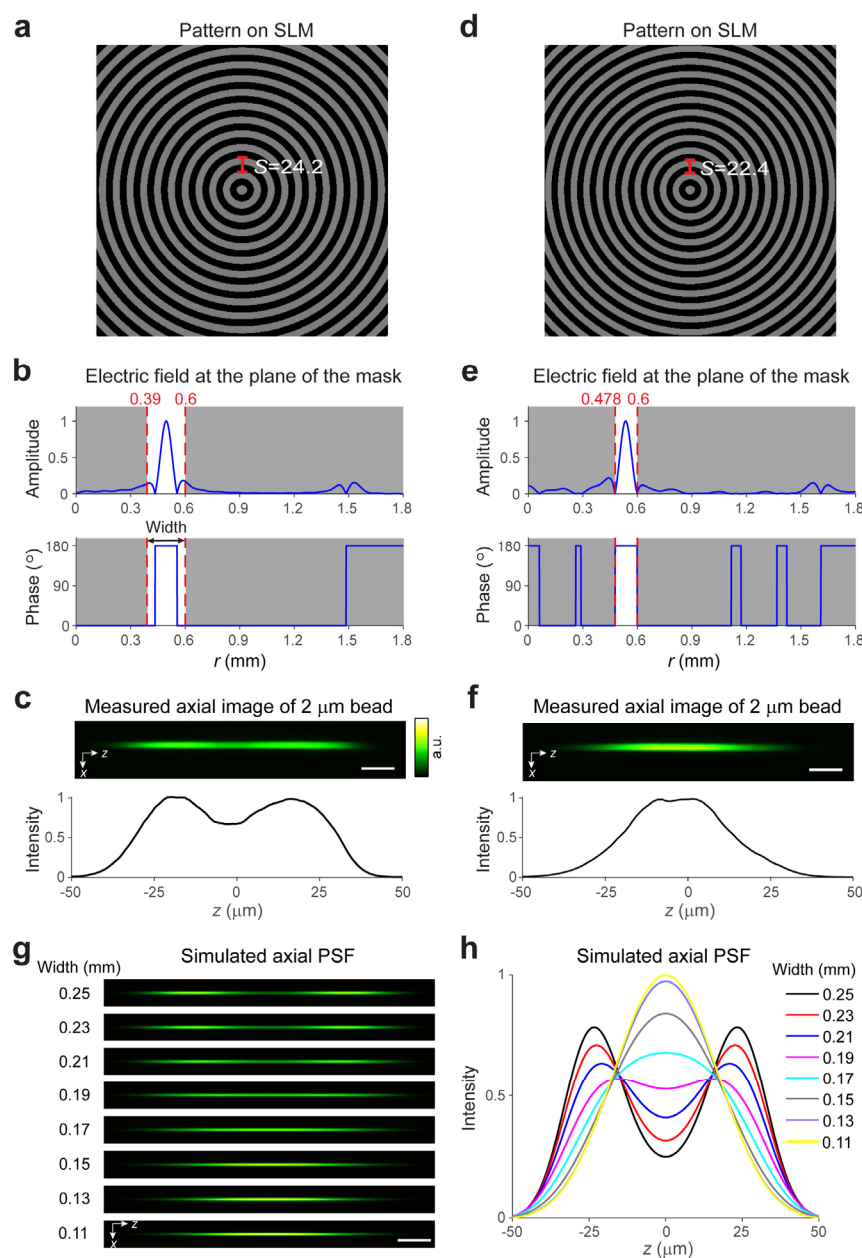 a
Pattern on SLM
S=24.2
d
Pattern on SLM
S=22.4
b
Electric field at the plane of the mask
0.39 0.6
Amplitude
1
0.5
0
0 0.3 0.6 0.9 1.2 1.5 1.8
Width
Phase (°)
180
90
0
0 0.3 0.6 0.9 1.2 1.5 1.8
r (mm)
e
Electric field at the plane of the mask
0.478 0.6
Amplitude
1
0.5
0
0 0.3 0.6 0.9 1.2 1.5 1.8
Phase (°)
180
90
0
0 0.3 0.6 0.9 1.2 1.5 1.8
r (mm)
c
Measured axial image of 2 μm bead
z
x
a.u.
Intensity
1
0.5
0
-50 -25 0 25 50
z (μm)
f
Measured axial image of 2 μm bead
z
x
Intensity
1
0.5
0
-50 -25 0 25 50
z (μm)
g
Simulated axial PSF
Width (mm)
0.25
0.23
0.21
0.19
0.17
0.15
0.13
0.11
z
x
h
Simulated axial PSF
Intensity
1
0.5
0
-50 -25 0 25 50
z (μm)
Width (mm)
0.25
0.23
0.21
0.19
0.17
0.15
0.13
0.11